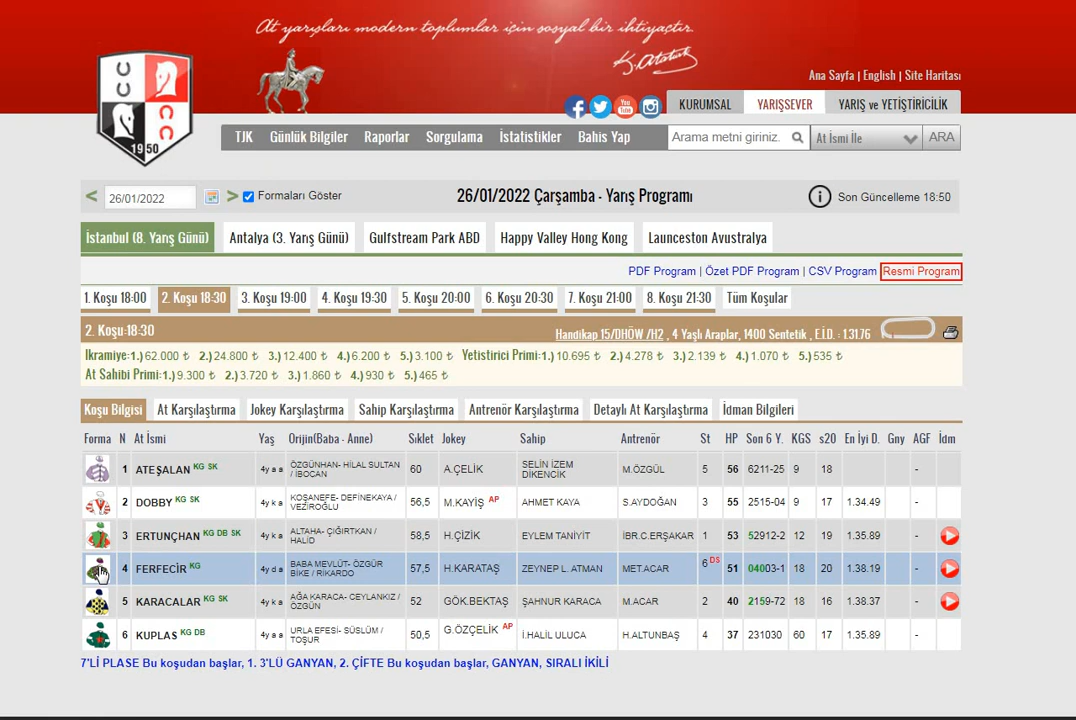 At yarışları modern toplumlar için sosyal bir ihtiyaçtır.
K. Atatürk
Ana Sayfa | English | Site Haritası
KURUMSAL YARIŞSEVER YARIŞ ve YETİŞTİRİCİLİK
1950
TJK Günlük Bilgiler Raporlar Sorgulama İstatistikler Bahis Yap Arama metni giriniz. At İsmi İle ARA
< 26/01/2022 > Formaları Göster 26/01/2022 Çarşamba - Yarış Programı Son Güncelleme 18:50
İstanbul (8. Yarış Günü) Antalya (3. Yarış Günü) Gulfstream Park ABD Happy Valley Hong Kong Launceston Avustralya
PDF Program | Özet PDF Program | CSV Program Resmi Program
1. Koşu 18:00 2. Koşu 18:30 3. Koşu 19:00 4. Koşu 19:30 5. Koşu 20:00 6. Koşu 20:30 7. Koşu 21:00 8. Koşu 21:30 Tüm Koşular
2. Koşu:18:30 Handikap 15/DHÖW /H2 , 4 Yaşlı Araplar, 1400 Sentetik , E.İ.D. : 1.31.76
İkramiye:1.) 62.000 ₺ 2.) 24.800 ₺ 3.) 12.400 ₺ 4.) 6.200 ₺ 5.) 3.100 ₺ Yetistirici Primi:1.) 10.695 ₺ 2.) 4.278 ₺ 3.) 2.139 ₺ 4.) 1.070 ₺ 5.) 535 ₺
At Sahibi Primi:1.) 9.300 ₺ 2.) 3.720 ₺ 3.) 1.860 ₺ 4.) 930 ₺ 5.) 465 ₺
Koşu Bilgisi At Karşılaştırma Jokey Karşılaştırma Sahip Karşılaştırma Antrenör Karşılaştırma Detaylı At Karşılaştırma İdman Bilgileri
Forma N At İsmi Yaş Orijin(Baba - Anne) Sıklet Jokey Sahip Antrenör St HP Son 6 Y. KGS s20 En İyi D. Gny AGF İdm
1 ATEŞALAN KG SK 4y a a ÖZGÜNHAN- HİLAL SULTAN / İBOCAN 60 A.ÇELİK SELİN İZEM DİKENCİK M.ÖZGÜL 5 56 6211-25 9 18 -
2 DOBBY KG SK 4y k a KOŞANEFE- DEFİNEKAYA / VEZİROĞLU 56,5 M.KAYIŞ AP AHMET KAYA S.AYDOĞAN 3 55 2515-04 9 17 1.34.49 -
3 ERTUNÇHAN KG DB SK 4y k a ALTAHA- ÇIĞIRTKAN / HALİD 58,5 H.ÇİZİK EYLEM TANİYİT İBR.C.ERŞAKAR 1 53 52912-2 12 19 1.35.89 -
4 FERFECİR KG 4y d a BABA MEVLÜT- ÖZGÜR BİKE / RIKARDO 57,5 H.KARATAŞ ZEYNEP L. ATMAN MET.ACAR 6 DS 51 04003-1 18 20 1.38.19 -
5 KARACALAR KG SK 4y k a AĞA KARACA- CEYLANKIZ / ÖZGÜN 52 GÖK.BEKTAŞ ŞAHNUR KARACA M.ACAR 2 40 2159-72 18 16 1.38.37 -
6 KUPLAS KG DB 4y a a URLA EFESİ- SÜSLÜM / TOŞUR 50,5 G.ÖZÇELİK AP İ.HALİL ULUCA H.ALTUNBAŞ 4 37 231030 60 17 1.35.89 -
7'Lİ PLASE Bu koşudan başlar, 1. 3'LÜ GANYAN, 2. ÇİFTE Bu koşudan başlar, GANYAN, SIRALI İKİLİ